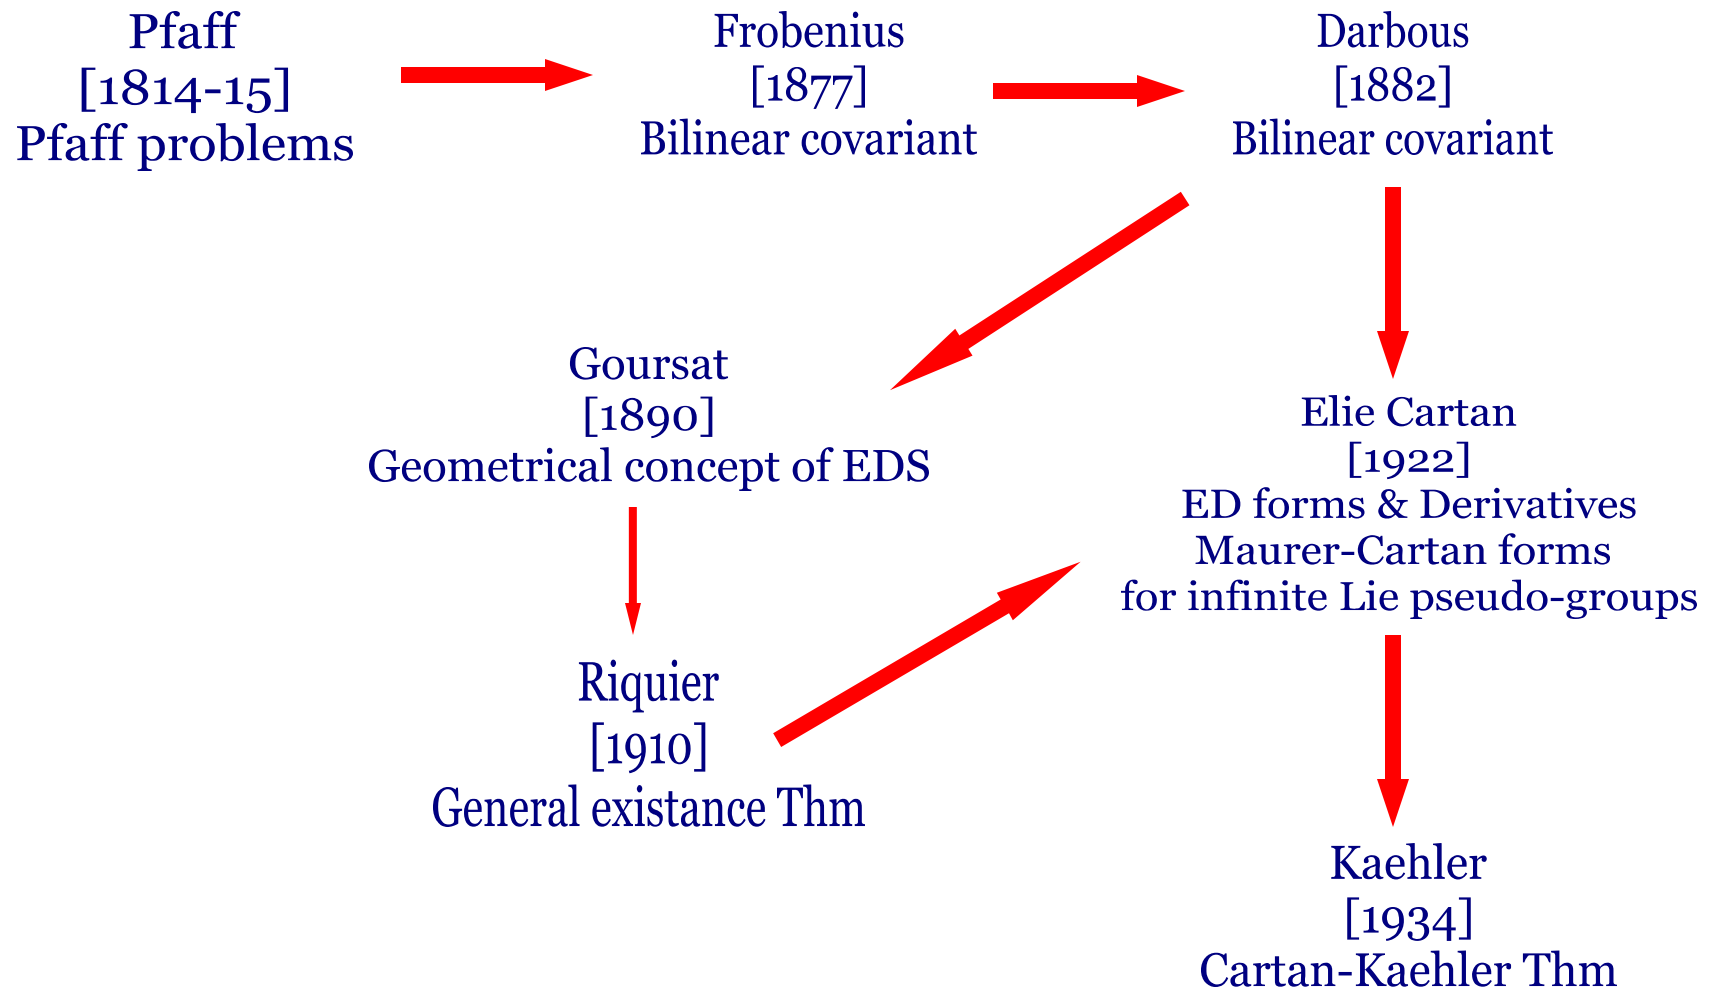 Pfaff
[1814-15]
Pfaff problems
Frobenius
[1877]
Bilinear covariant
Darbous
[1882]
Bilinear covariant
Goursat
[1890]
Geometrical concept of EDS
Elie Cartan
[1922]
ED forms & Derivatives
Maurer-Cartan forms
for infinite Lie pseudo-groups
Riquier
[1910]
General existance Thm
Kaehler
[1934]
Cartan-Kaehler Thm